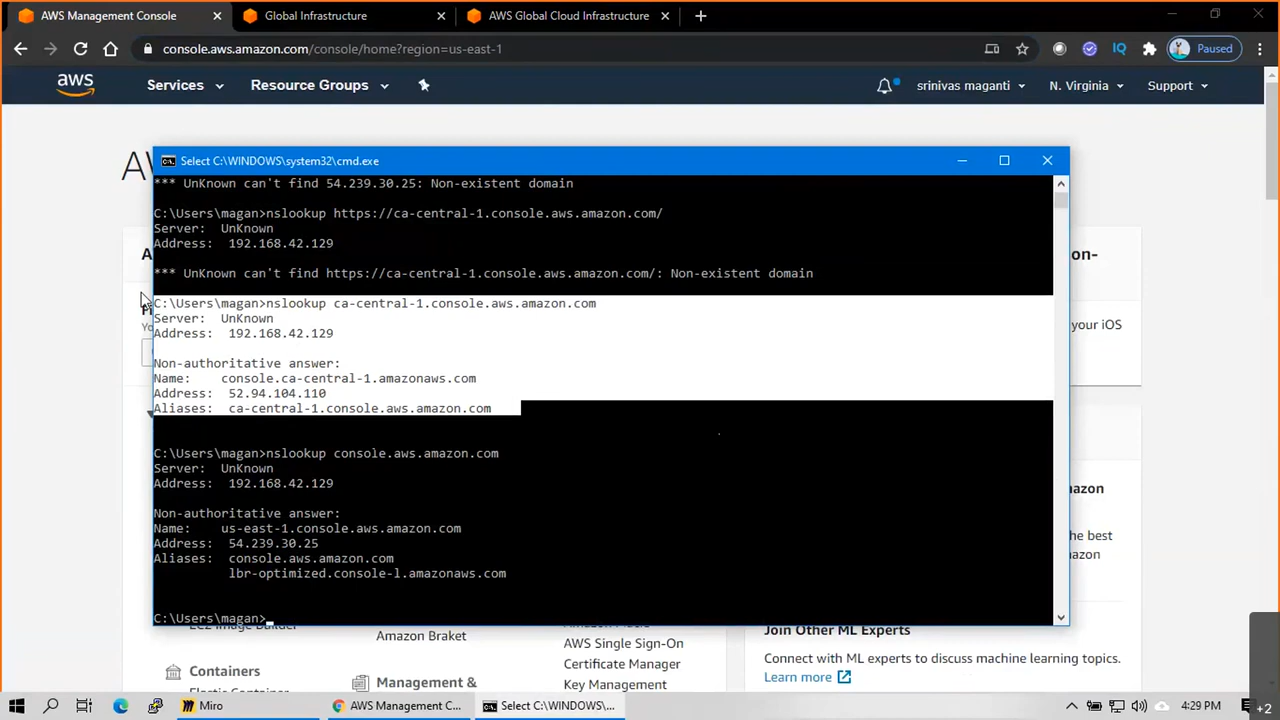 AWS Management Console
Global Infrastructure
AWS Global Cloud Infrastructure
console.aws.amazon.com/console/home?region=us-east-1
IQ
Paused
aws
Services
Resource Groups
srinivas maganti
N. Virginia
Support
Select C:\WINDOWS\system32\cmd.exe
*** UnKnown can't find 54.239.30.25: Non-existent domain
C:\Users\magan>nslookup https://ca-central-1.console.aws.amazon.com/
Server:  UnKnown
Address:  192.168.42.129
*** UnKnown can't find https://ca-central-1.console.aws.amazon.com/: Non-existent domain
C:\Users\magan>nslookup ca-central-1.console.aws.amazon.com
Server:  UnKnown
Address:  192.168.42.129
Non-authoritative answer:
Name:    console.ca-central-1.amazonaws.com
Address:  52.94.104.110
Aliases:  ca-central-1.console.aws.amazon.com
C:\Users\magan>nslookup console.aws.amazon.com
Server:  UnKnown
Address:  192.168.42.129
Non-authoritative answer:
Name:    us-east-1.console.aws.amazon.com
Address:  54.239.30.25
Aliases:  console.aws.amazon.com
lbr-optimized.console-l.amazonaws.com
C:\Users\magan>
on-
your iOS
mazon
he best
azon
EC2 Image Builder
Amazon Braket
AWS Single Sign-On
Certificate Manager
Key Management
Containers
Elastic Container
Management &
Join Other ML Experts
Connect with ML experts to discuss machine learning topics.
Learn more
Miro
AWS Management C...
Select C:\WINDOWS\...
4:29 PM
+2